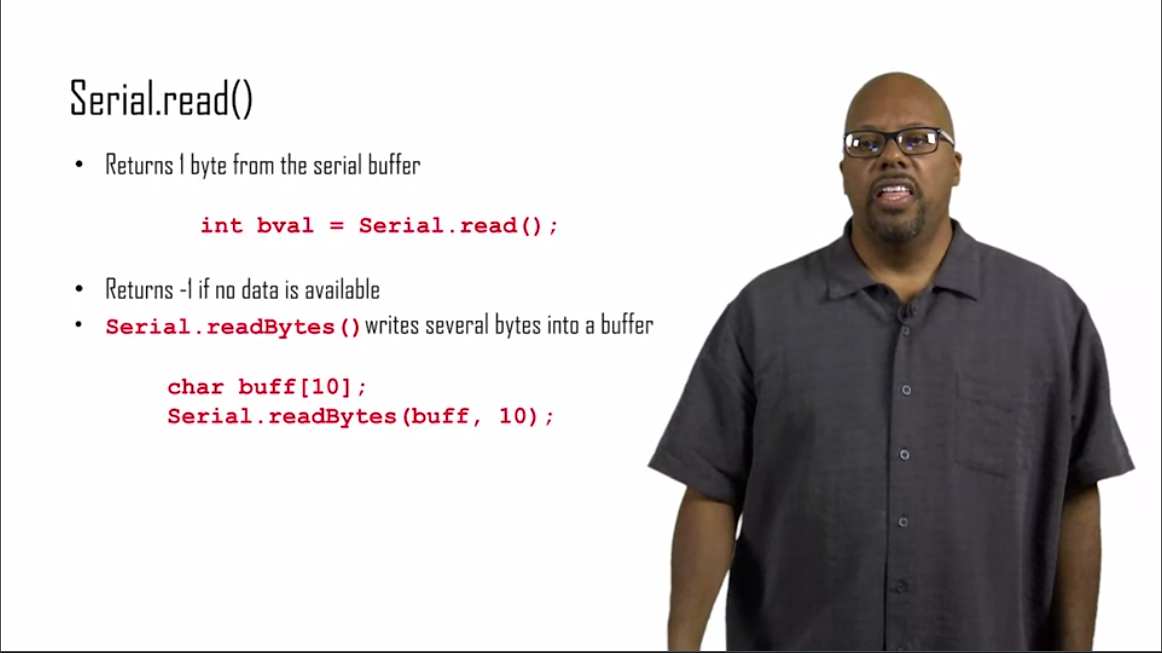 Serial.read()
• Returns 1 byte from the serial buffer
int bval = Serial.read();
• Returns -1 if no data is available
• Serial.readBytes() writes several bytes into a buffer
char buff[10];
Serial.readBytes(buff, 10);